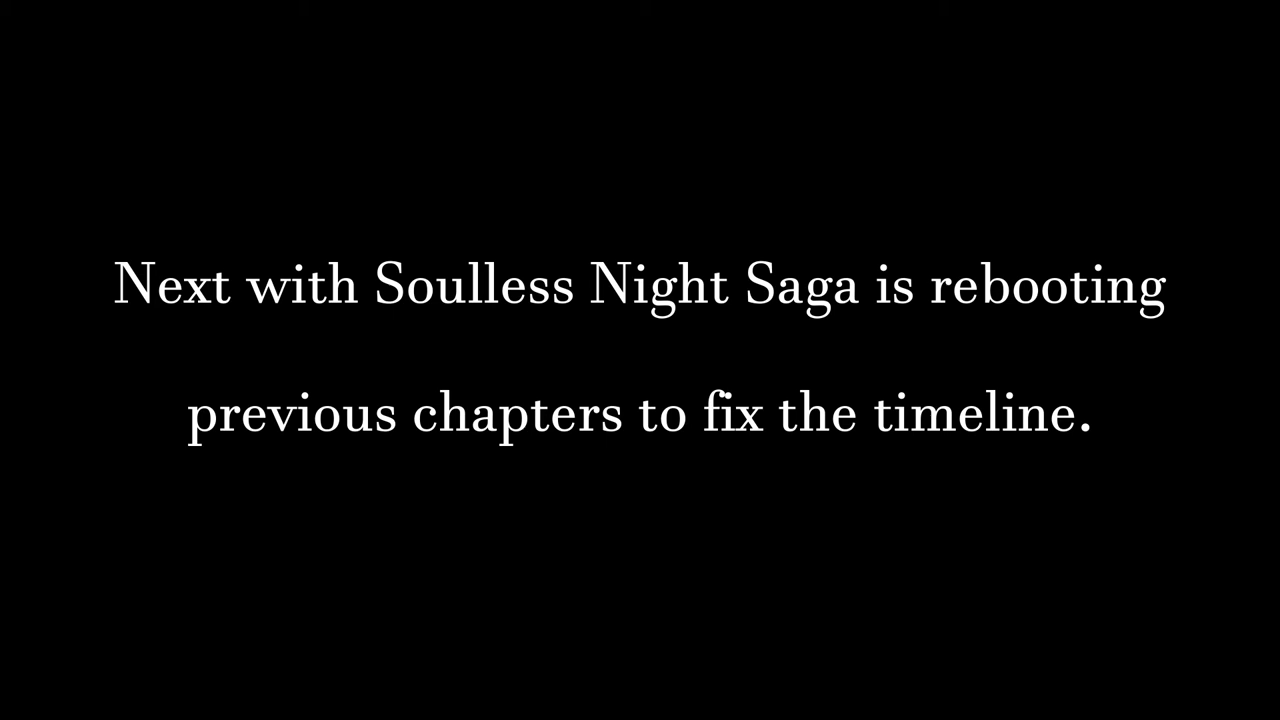 Next with Soulless Night Saga is rebooting
previous chapters to fix the timeline.